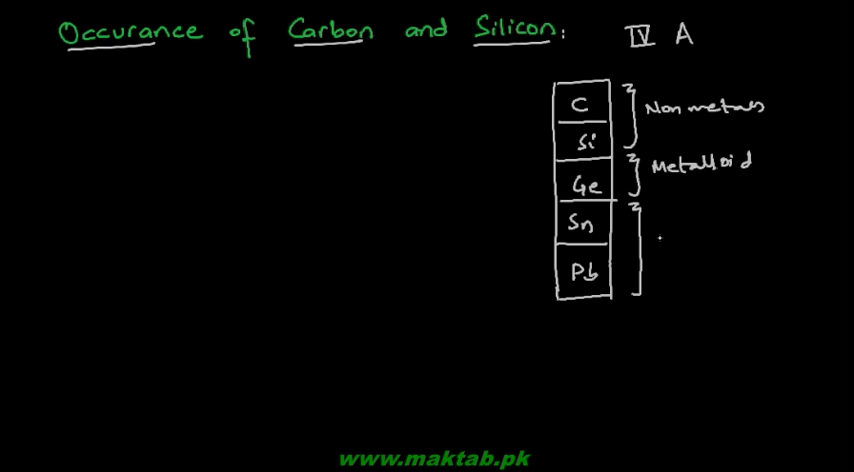 Occurance of Carbon and Silicon: IV A
C
Non metals
Si
Metalloid
Ge
Sn
Pb
www.maktab.pk